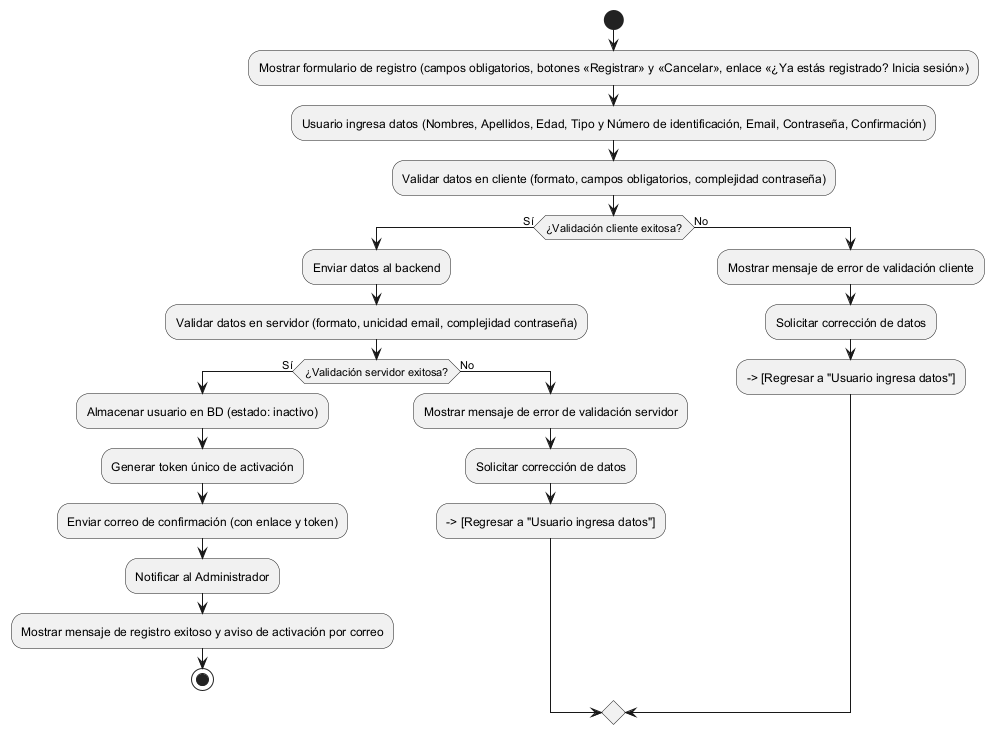 Mostrar formulario de registro (campos obligatorios, botones «Registrar» y «Cancelar», enlace «¿Ya estás registrado? Inicia sesión»)
Usuario ingresa datos (Nombres, Apellidos, Edad, Tipo y Número de identificación, Email, Contraseña, Confirmación)
Validar datos en cliente (formato, campos obligatorios, complejidad contraseña)
¿Validación cliente exitosa?
Sí
No
Enviar datos al backend
Validar datos en servidor (formato, unicidad email, complejidad contraseña)
¿Validación servidor exitosa?
Sí
No
Almacenar usuario en BD (estado: inactivo)
Generar token único de activación
Enviar correo de confirmación (con enlace y token)
Notificar al Administrador
Mostrar mensaje de registro exitoso y aviso de activación por correo
Mostrar mensaje de error de validación servidor
Solicitar corrección de datos
-> [Regresar a "Usuario ingresa datos"]
Mostrar mensaje de error de validación cliente
Solicitar corrección de datos
-> [Regresar a "Usuario ingresa datos"]